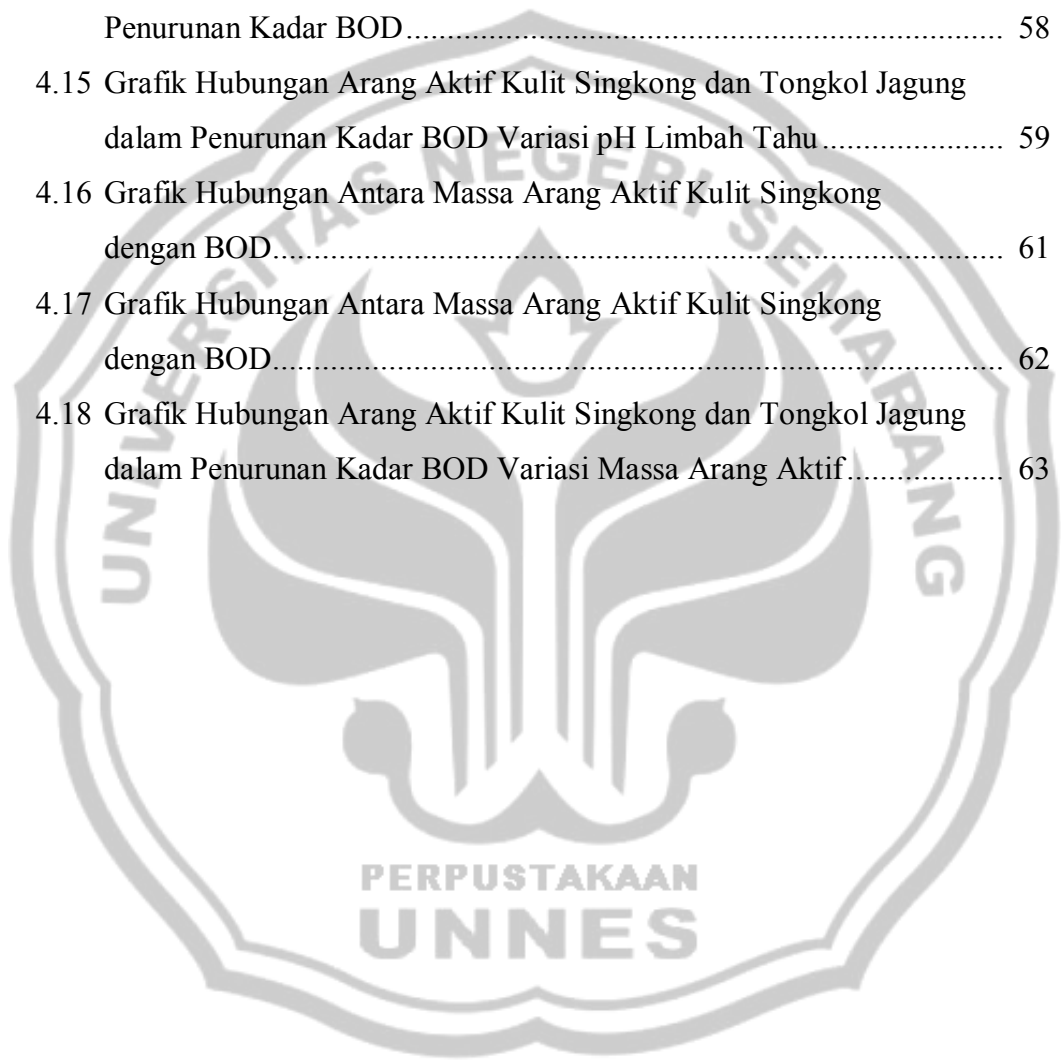 Penurunan Kadar BOD........................................................................... 58
4.15 Grafik Hubungan Arang Aktif Kulit Singkong dan Tongkol Jagung
dalam Penurunan Kadar BOD Variasi pH Limbah Tahu....................... 59
4.16 Grafik Hubungan Antara Massa Arang Aktif Kulit Singkong
dengan BOD............................................................................................ 61
4.17 Grafik Hubungan Antara Massa Arang Aktif Kulit Singkong
dengan BOD............................................................................................ 62
4.18 Grafik Hubungan Arang Aktif Kulit Singkong dan Tongkol Jagung
dalam Penurunan Kadar BOD Variasi Massa Arang Aktif.................... 63
UNIVERSITAS NEGERI SEMARANG
PERPUSTAKAAN
UNNES